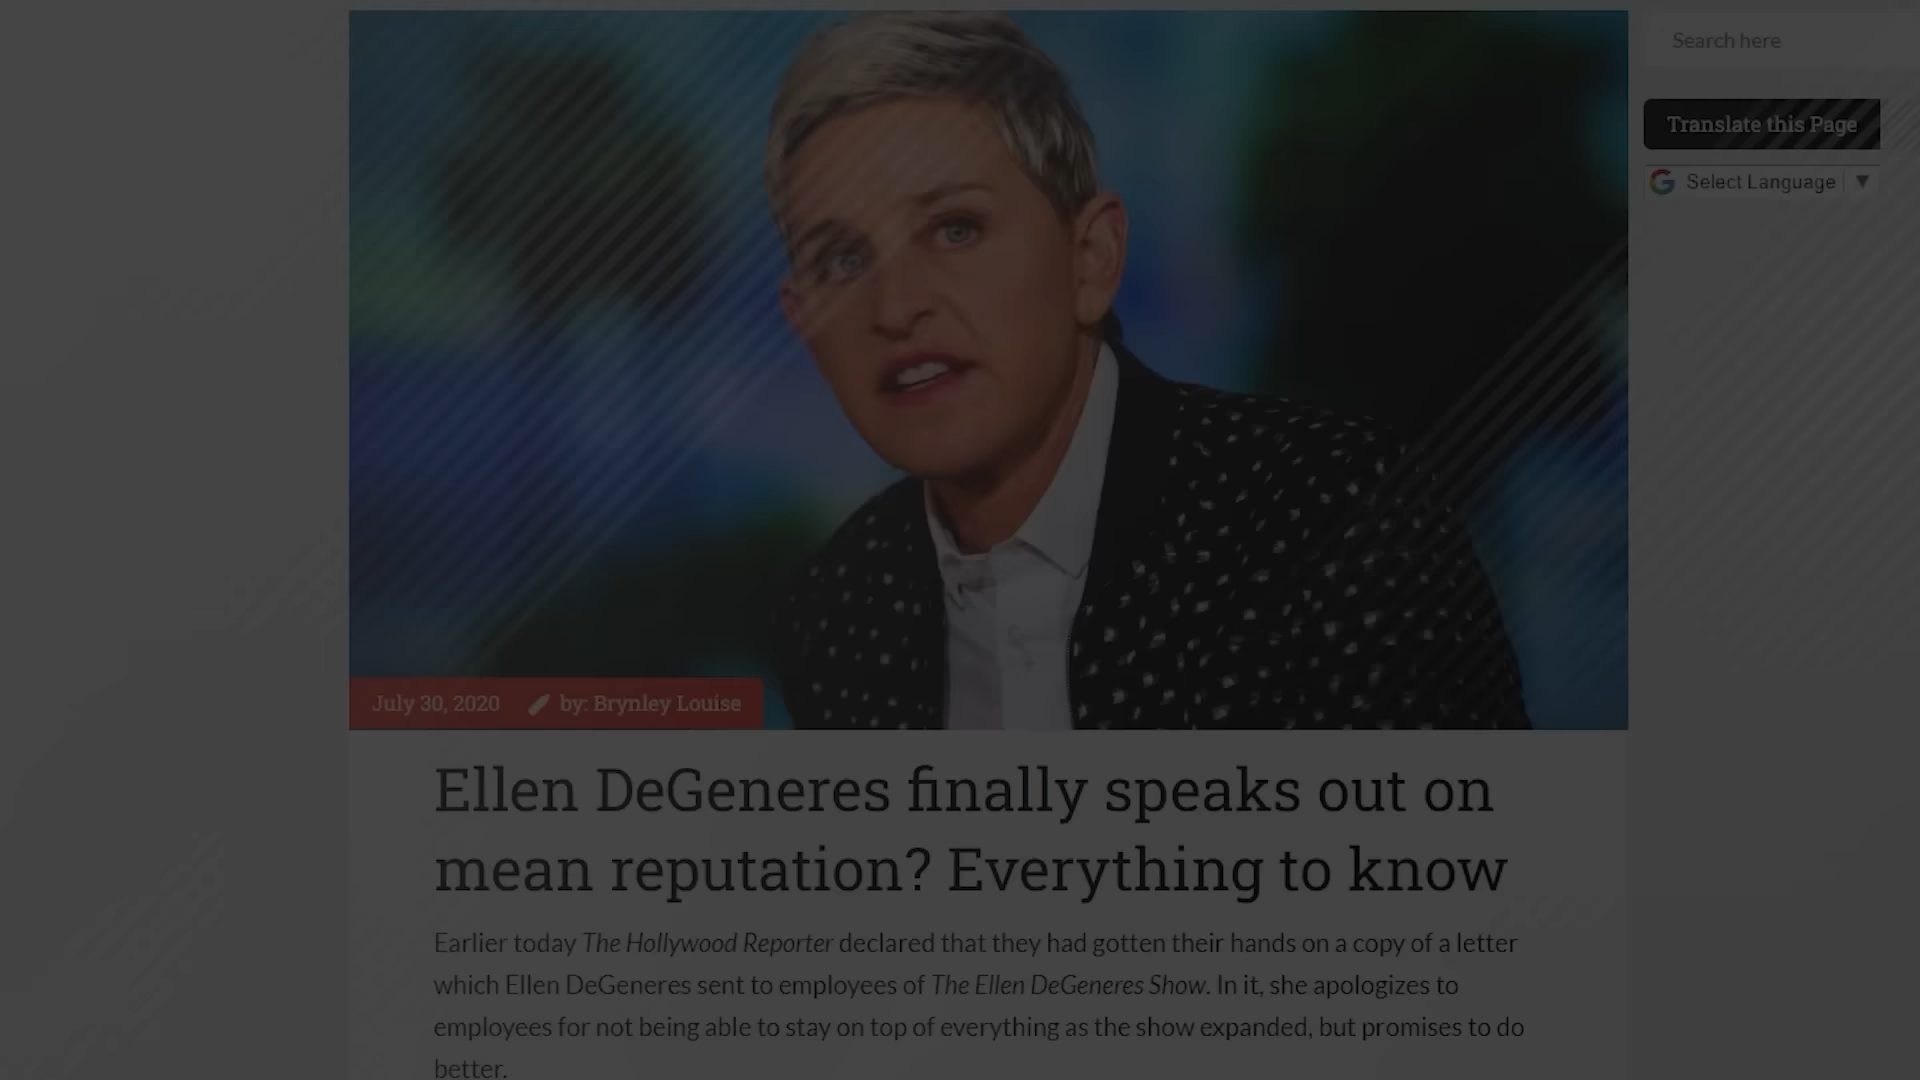 Search here
Translate this Page
Select Language ▼
July 30, 2020 by: Brynley Louise
Ellen DeGeneres finally speaks out on
mean reputation? Everything to know
Earlier today The Hollywood Reporter declared that they had gotten their hands on a copy of a letter
which Ellen DeGeneres sent to employees of The Ellen DeGeneres Show. In it, she apologizes to
employees for not being able to stay on top of everything as the show expanded, but promises to do
better.